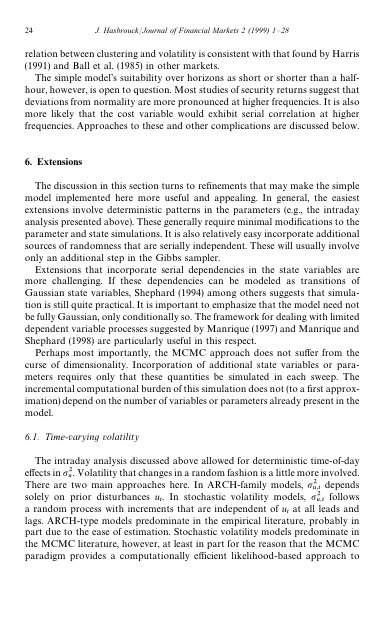 24 J. Hasbrouck/Journal of Financial Markets 2 (1999) 1–28
relation between clustering and volatility is consistent with that found by Harris
(1991) and Ball et al. (1985) in other markets.
The simple model's suitability over horizons as short or shorter than a half-
hour, however, is open to question. Most studies of security returns suggest that
deviations from normality are more pronounced at higher frequencies. It is also
more likely that the cost variable would exhibit serial correlation at higher
frequencies. Approaches to these and other complications are discussed below.
6. Extensions
The discussion in this section turns to refinements that may make the simple
model implemented here more useful and appealing. In general, the easiest
extensions involve deterministic patterns in the parameters (e.g., the intraday
analysis presented above). These generally require minimal modifications to the
parameter and state simulations. It is also relatively easy incorporate additional
sources of randomness that are serially independent. These will usually involve
only an additional step in the Gibbs sampler.
Extensions that incorporate serial dependencies in the state variables are
more challenging. If these dependencies can be modeled as transitions of
Gaussian state variables, Shephard (1994) among others suggests that simula-
tion is still quite practical. It is important to emphasize that the model need not
be fully Gaussian, only conditionally so. The framework for dealing with limited
dependent variable processes suggested by Manrique (1997) and Manrique and
Shephard (1998) are particularly useful in this respect.
Perhaps most importantly, the MCMC approach does not suffer from the
curse of dimensionality. Incorporation of additional state variables or para-
meters requires only that these quantities be simulated in each sweep. The
incremental computational burden of this simulation does not (to a first approx-
imation) depend on the number of variables or parameters already present in the
model.
6.1. Time-varying volatility
The intraday analysis discussed above allowed for deterministic time-of-day
effects in σ²ᵤ. Volatility that changes in a random fashion is a little more involved.
There are two main approaches here. In ARCH-family models, σ²ᵤ,ₜ depends
solely on prior disturbances uₜ. In stochastic volatility models, σ²ᵤ,ₜ follows
a random process with increments that are independent of uₜ at all leads and
lags. ARCH-type models predominate in the empirical literature, probably in
part due to the ease of estimation. Stochastic volatility models predominate in
the MCMC literature, however, at least in part for the reason that the MCMC
paradigm provides a computationally efficient likelihood-based approach to